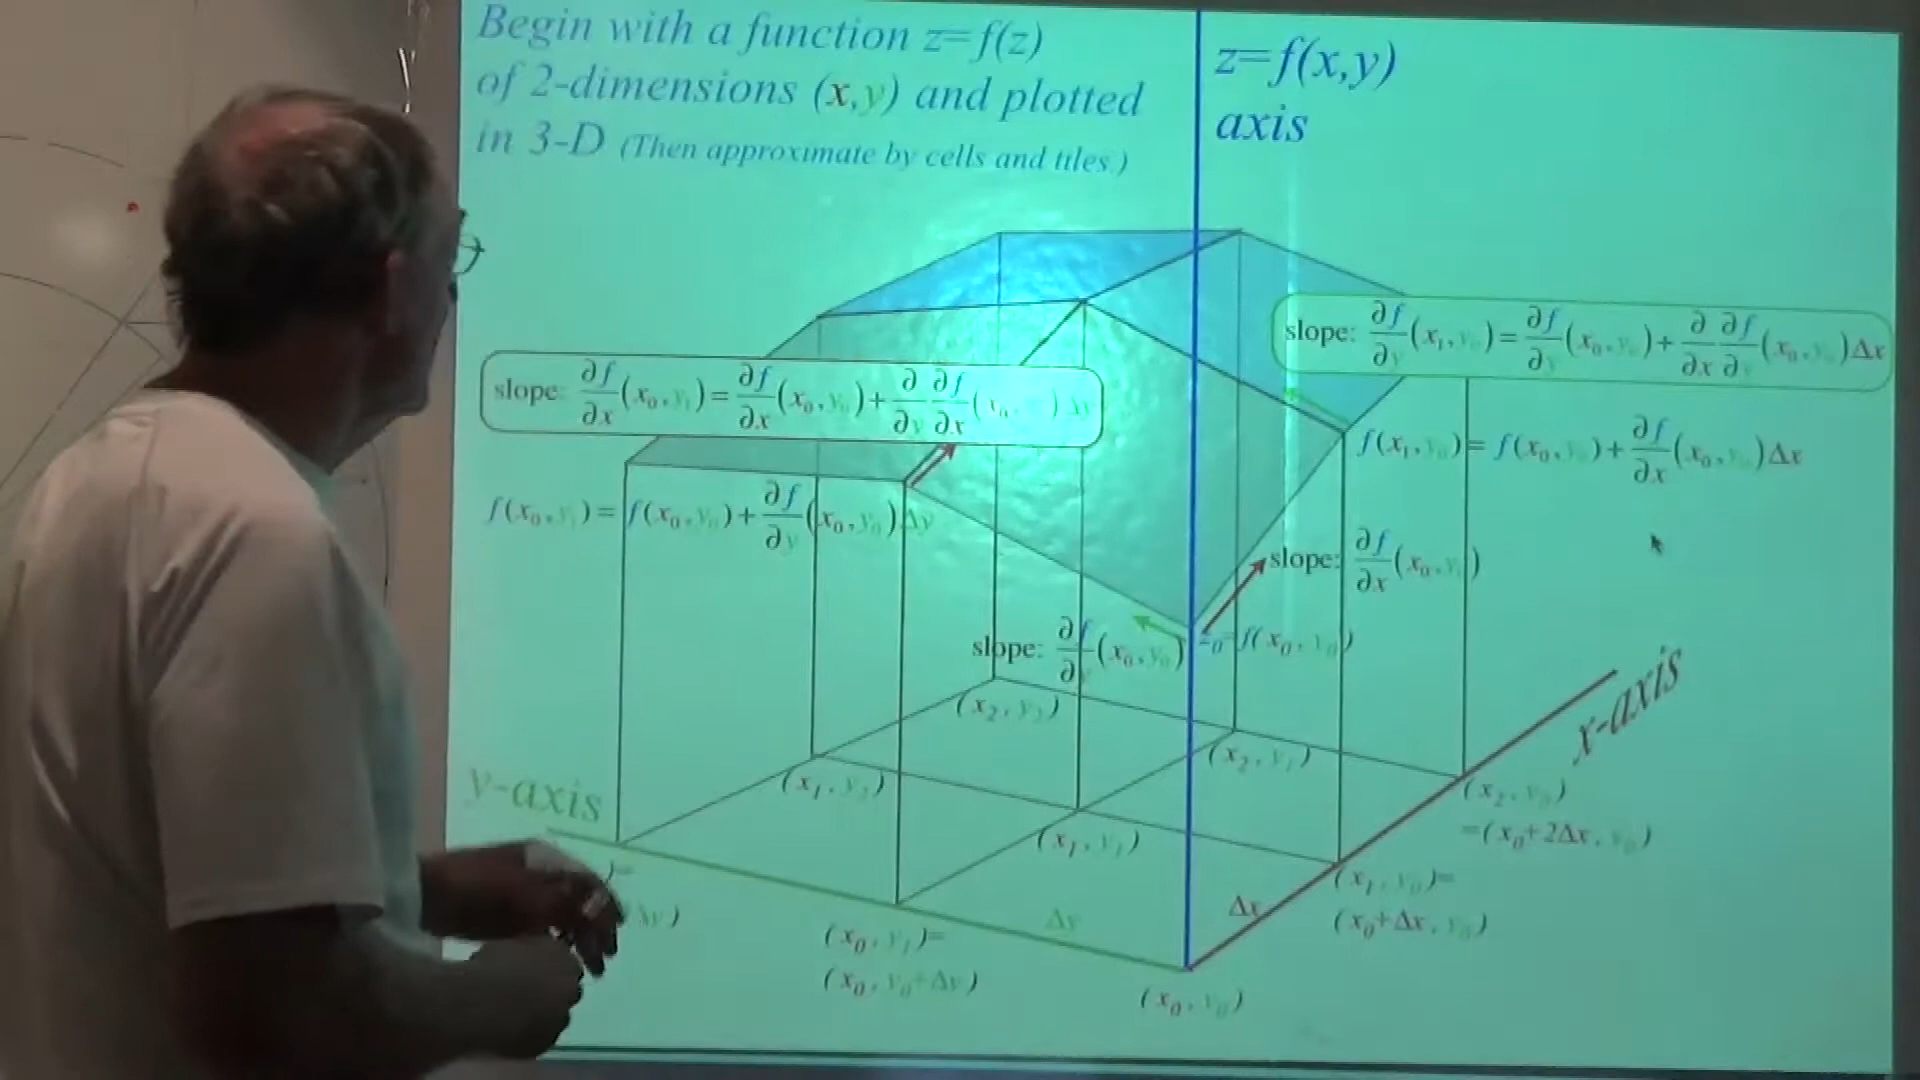 Begin with a function z=f(z)
of 2-dimensions (x,y) and plotted
in 3-D (Then approximate by cells and tiles.)
z=f(x,y)
axis
slope: ∂f/∂y (x₁, y₀) = ∂f/∂y (x₀, y₀) + ∂/∂x ∂f/∂y (x₀, y₀) Δx
slope: ∂f/∂x (x₀, y₁) = ∂f/∂x (x₀, y₀) + ∂/∂y ∂f/∂x (x₀, ) Δy
f(x₁, y₀) = f(x₀, y₀) + ∂f/∂x (x₀, y₀) Δx
f(x₀, y₁) = f(x₀, y₀) + ∂f/∂y (x₀, y₀) Δy
slope: ∂f/∂x (x₀, y₀)
slope: ∂f/∂y (x₀, y₀)
z₀=f(x₀, y₀)
(x₂, y₂)
x-axis
(x₂, y₁)
(x₁, y₂)
y-axis
(x₂, y₀)
=(x₀+2Δx, y₀)
(x₁, y₁)
(x₁, y₀)=
(x₀+Δx, y₀)
)=
Δy)
Δy
Δx
(x₀, y₁)=
(x₀, y₀+Δy)
(x₀, y₀)